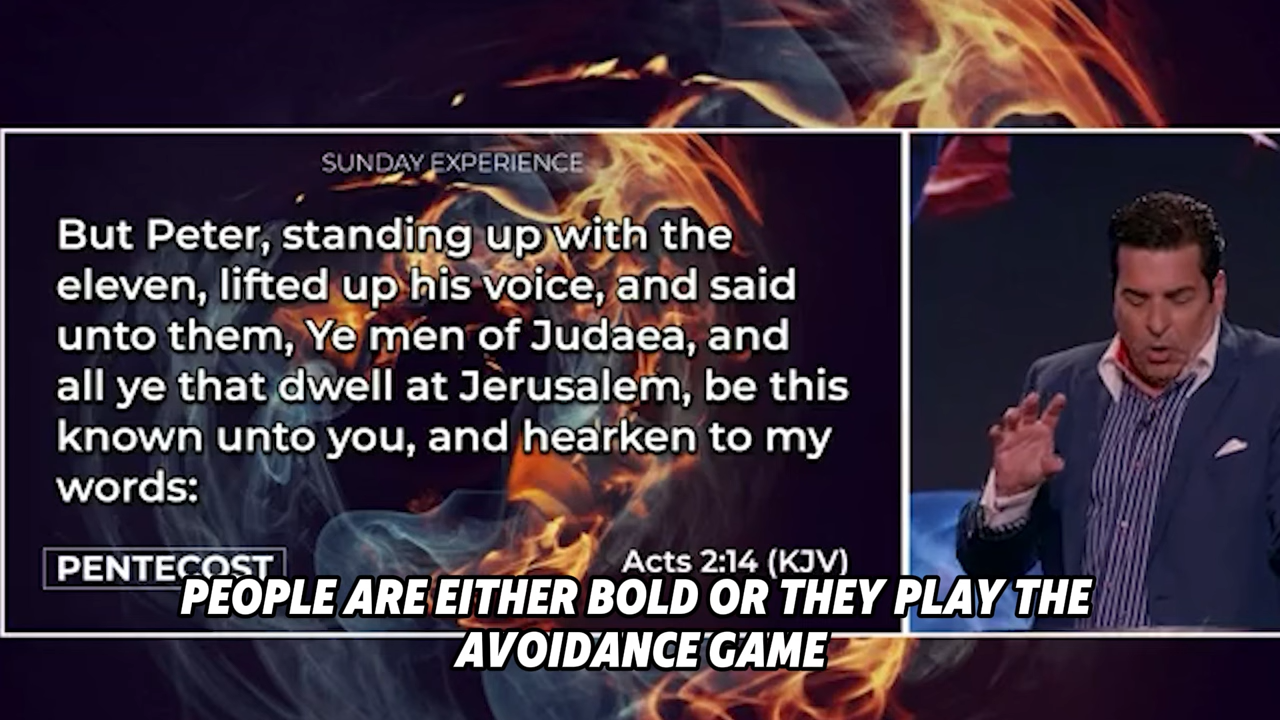 SUNDAY EXPERIENCE
But Peter, standing up with the
eleven, lifted up his voice, and said
unto them, Ye men of Judaea, and
all ye that dwell at Jerusalem, be this
known unto you, and hearken to my
words:
PENTECOST
Acts 2:14 (KJV)
PEOPLE ARE EITHER BOLD OR THEY PLAY THE
AVOIDANCE GAME